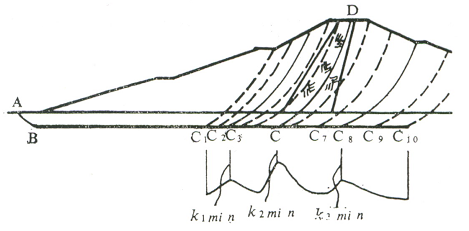 D
A
B
C₁ C₂ C₃ C C₇ C₈ C₉ C₁₀
k₁min k₂min k₃min